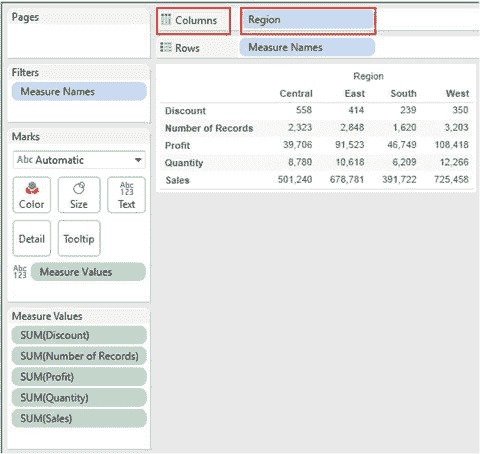 Pages
Columns Region
Rows Measure Names
Filters
Measure Names
Region
Central East South West
Discount 558 414 239 350
Number of Records 2,323 2,848 1,620 3,203
Profit 39,706 91,523 46,749 108,418
Quantity 8,780 10,618 6,209 12,266
Sales 501,240 678,781 391,722 725,458
Marks
Abc Automatic
Color Size Abc 123 Text
Detail Tooltip
Abc 123 Measure Values
Measure Values
SUM(Discount)
SUM(Number of Records)
SUM(Profit)
SUM(Quantity)
SUM(Sales)